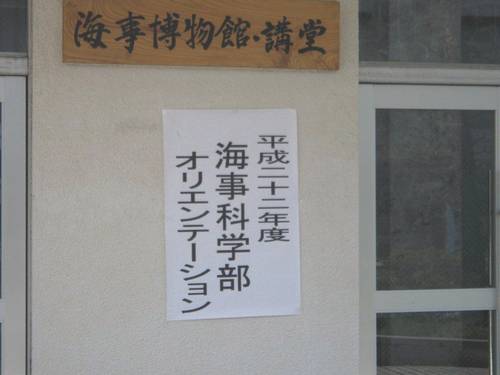 海事博物館・講堂
平成二十二年度
海事科学部
オリエンテーション